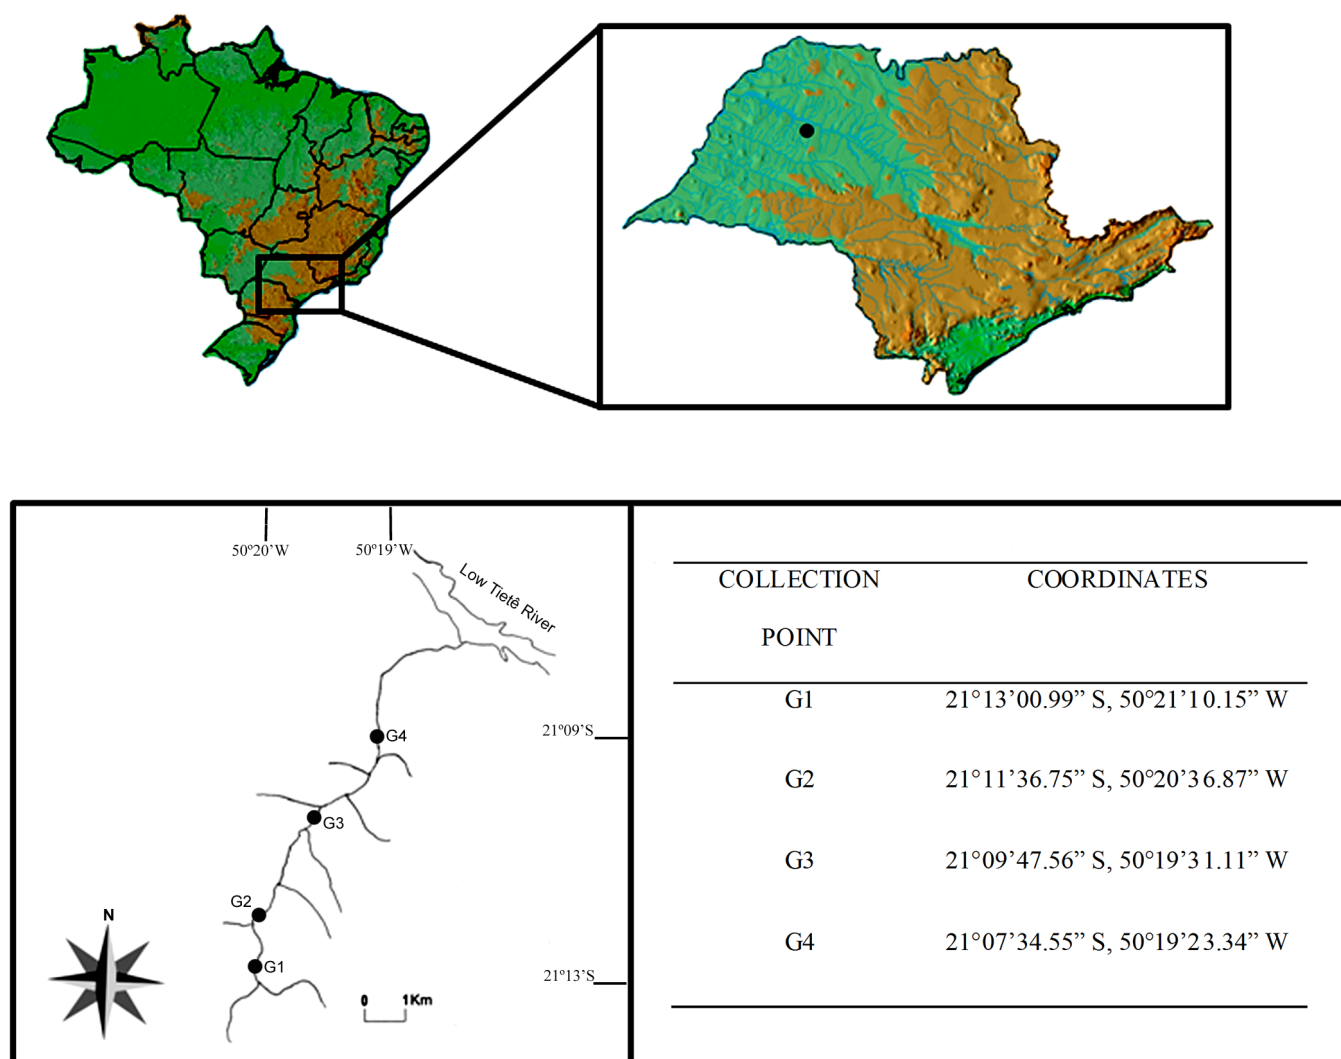 50º20'W
50º19'W
Low Tietê River
21º09'S
G4
G3
G2
G1
N
21º13'S
0 1Km
COLLECTION POINT COORDINATES
G1 21°13’00.99” S, 50°21’10.15” W
G2 21°11’36.75” S, 50°20’36.87” W
G3 21°09’47.56” S, 50°19’31.11” W
G4 21°07’34.55” S, 50°19’23.34” W